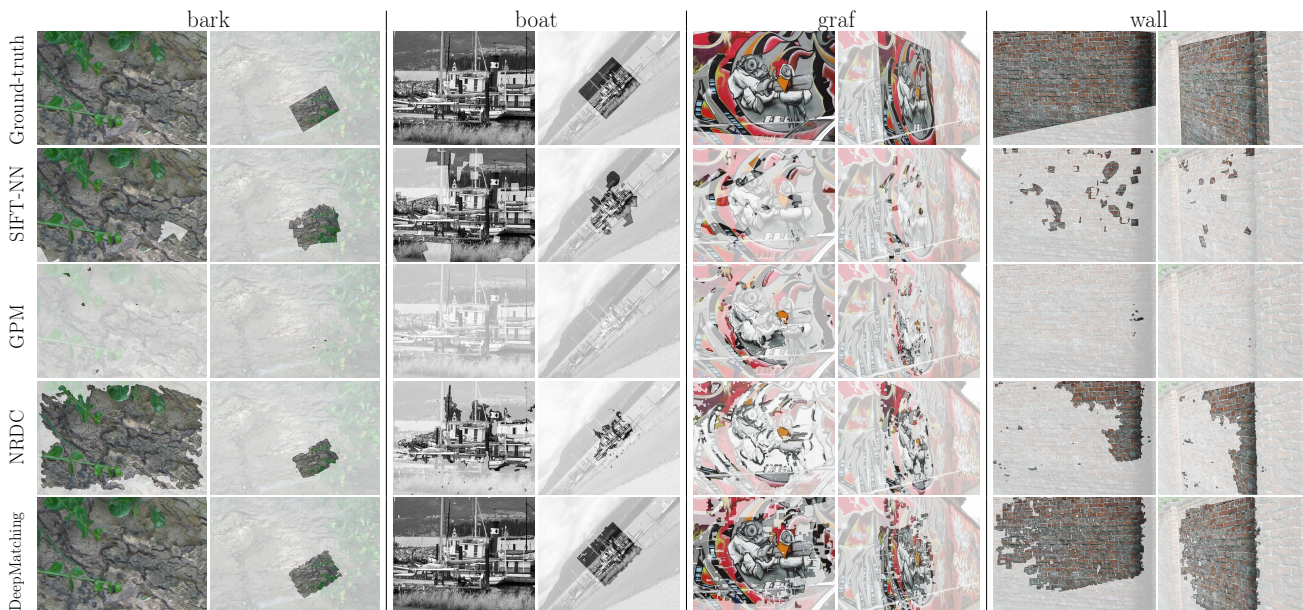 bark boat graf wall
Ground-truth
SIFT-NN
GPM
NRDC
DeepMatching